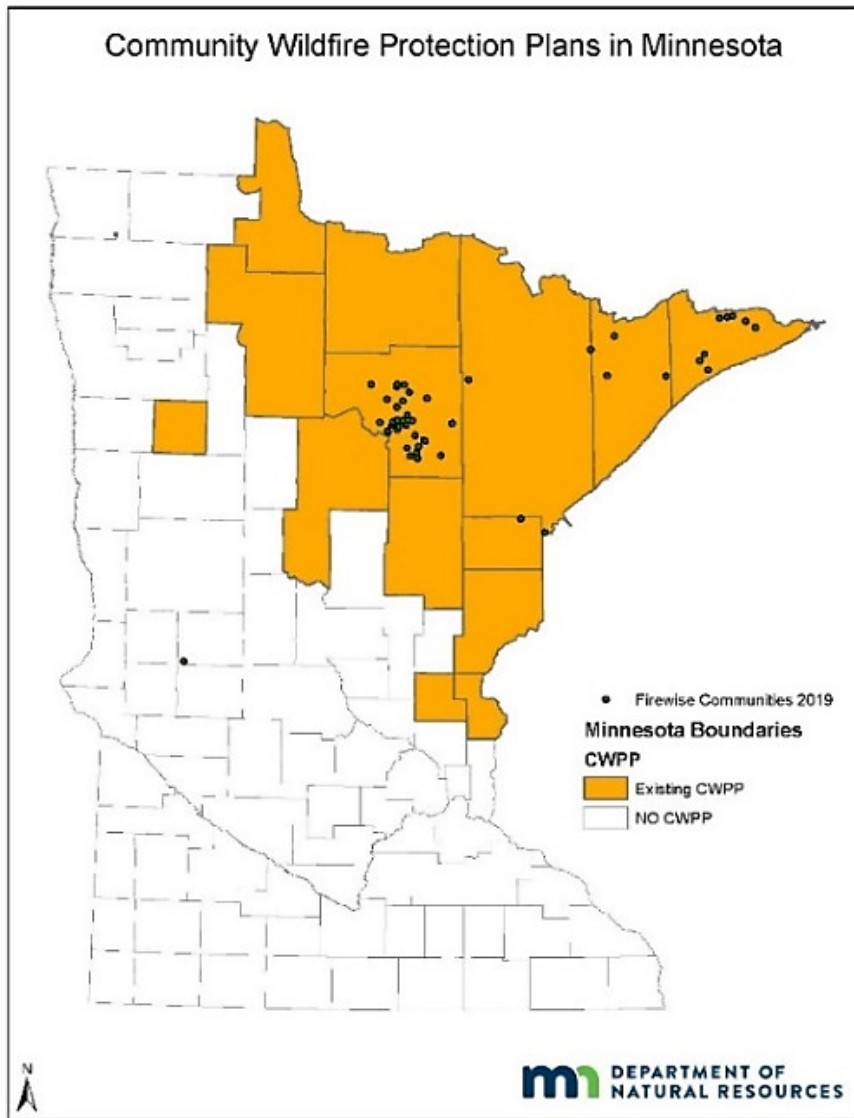 Community Wildfire Protection Plans in Minnesota
Firewise Communities 2019
Minnesota Boundaries
CWPP
Existing CWPP
NO CWPP
N
mn DEPARTMENT OF
NATURAL RESOURCES